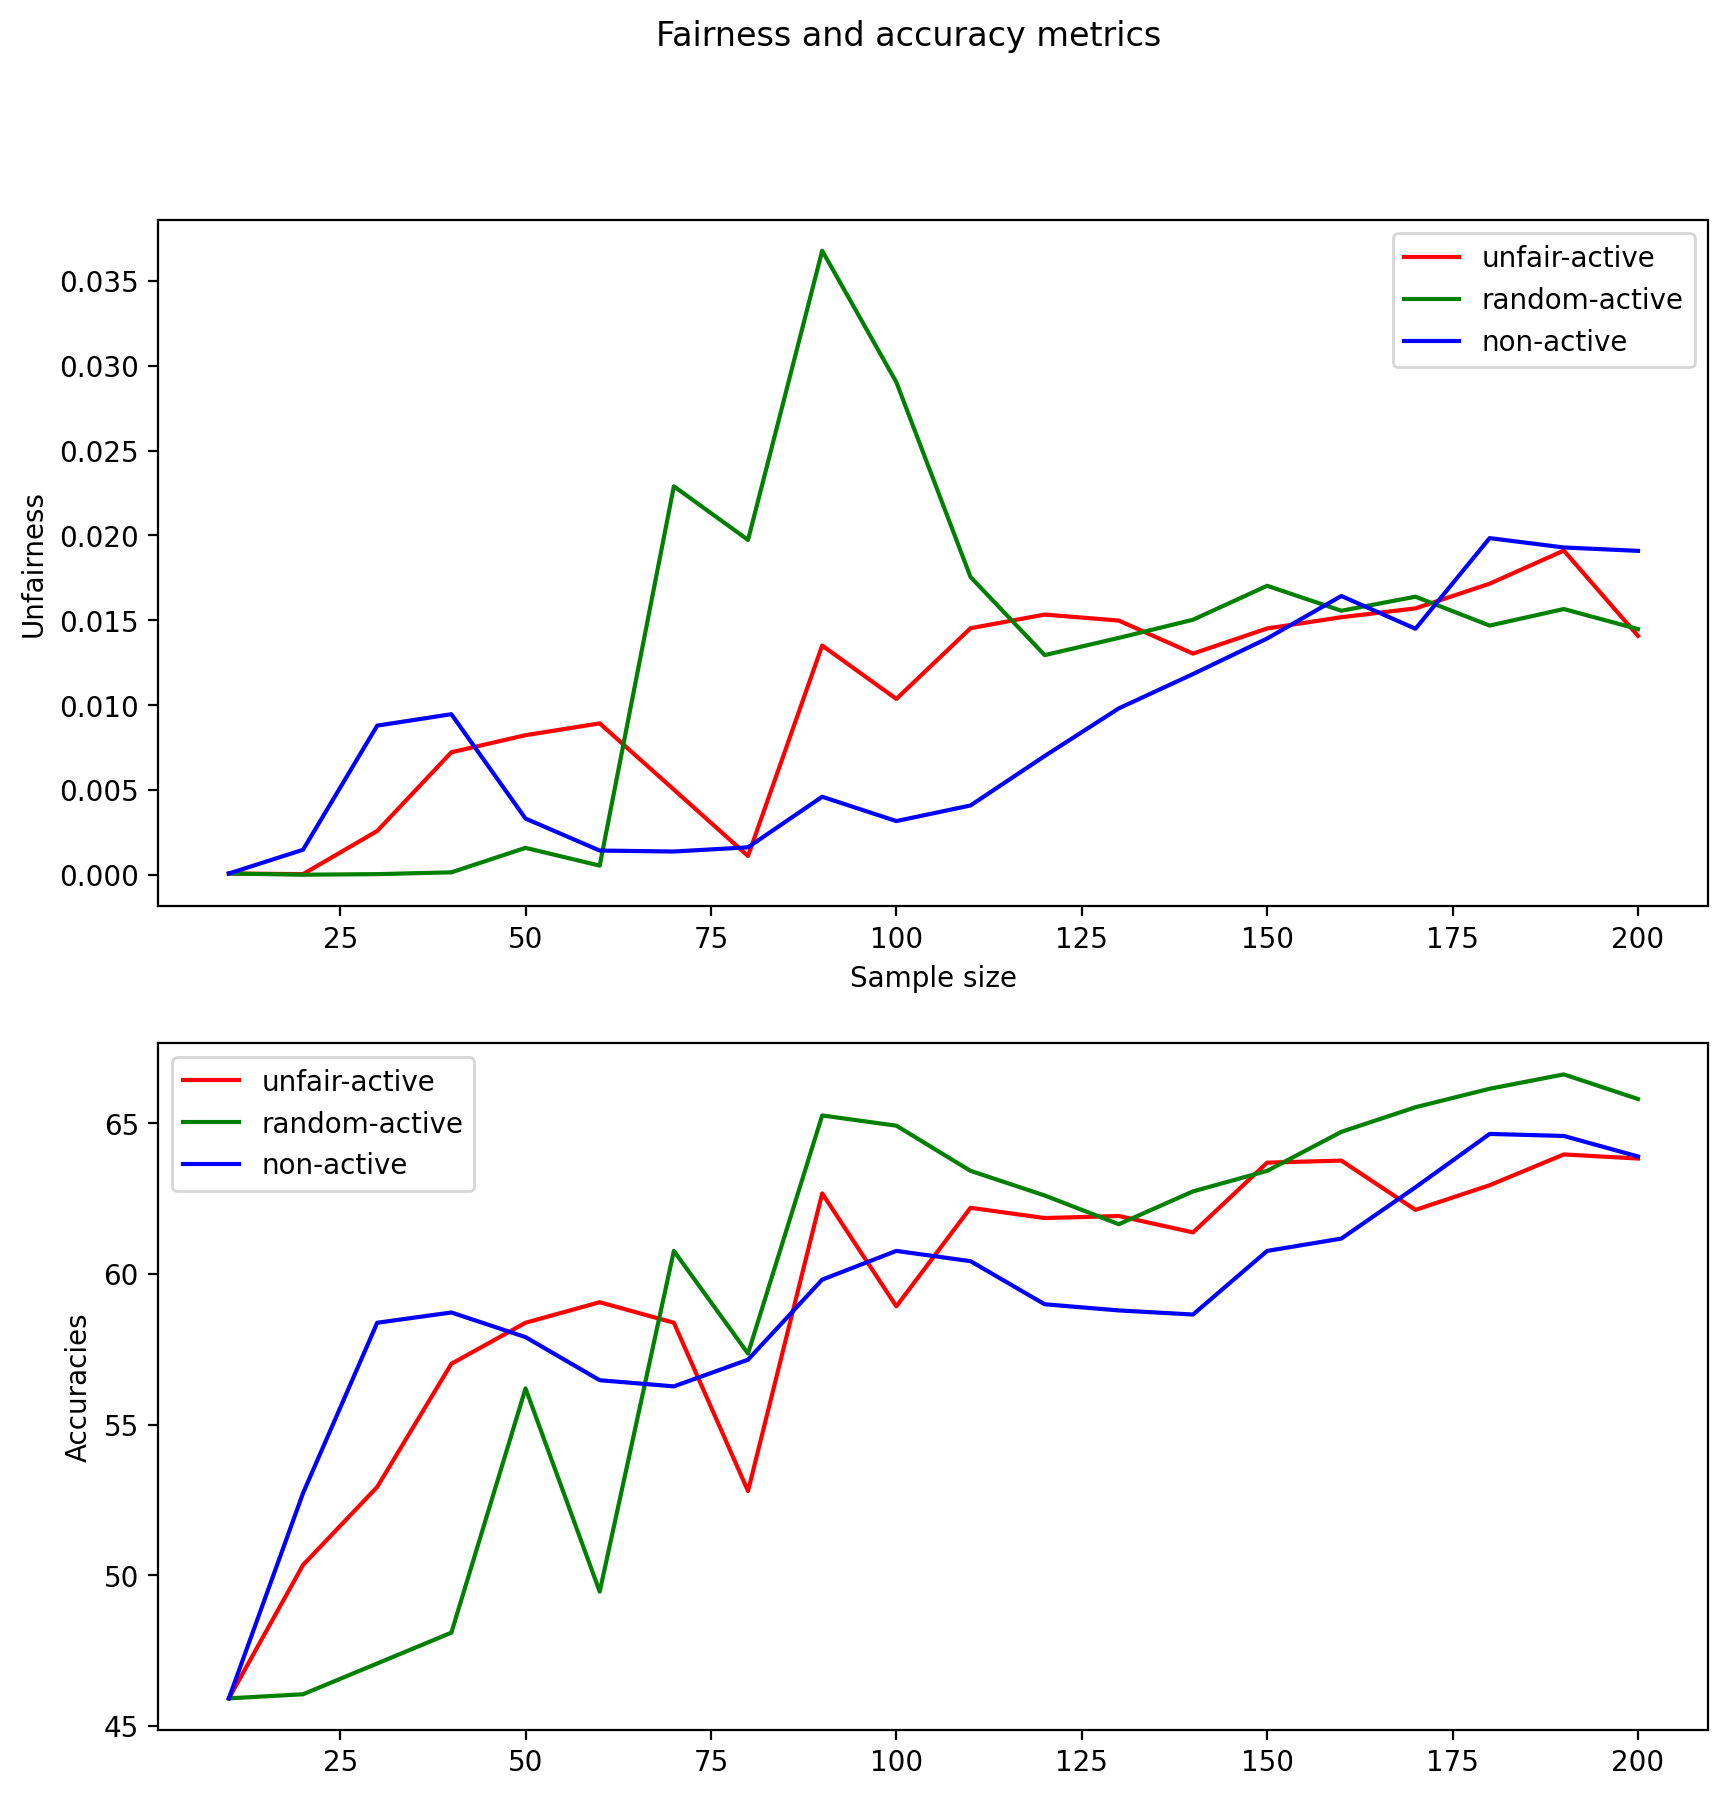 Fairness and accuracy metrics
unfair-active
random-active
non-active
Unfairness
0.035
0.030
0.025
0.020
0.015
0.010
0.005
0.000
25 50 75 100 125 150 175 200
Sample size
unfair-active
random-active
non-active
Accuracies
65
60
55
50
45
25 50 75 100 125 150 175 200